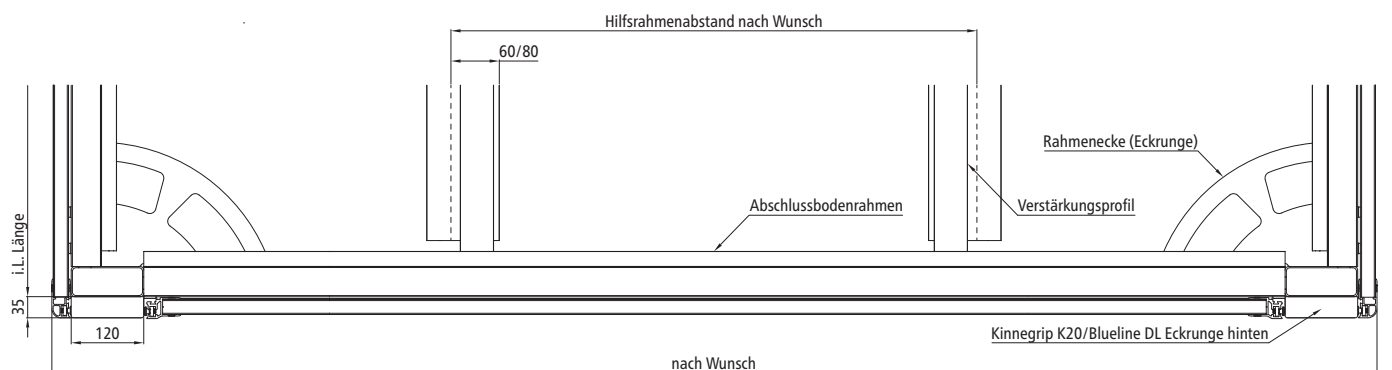 Hilfsrahmenabstand nach Wunsch
60/80
Rahmenecke (Eckrunge)
Abschlussbodenrahmen
Verstärkungsprofil
i.L. Länge
35
120
Kinnegrip K20/Blueline DL Eckrunge hinten
nach Wunsch